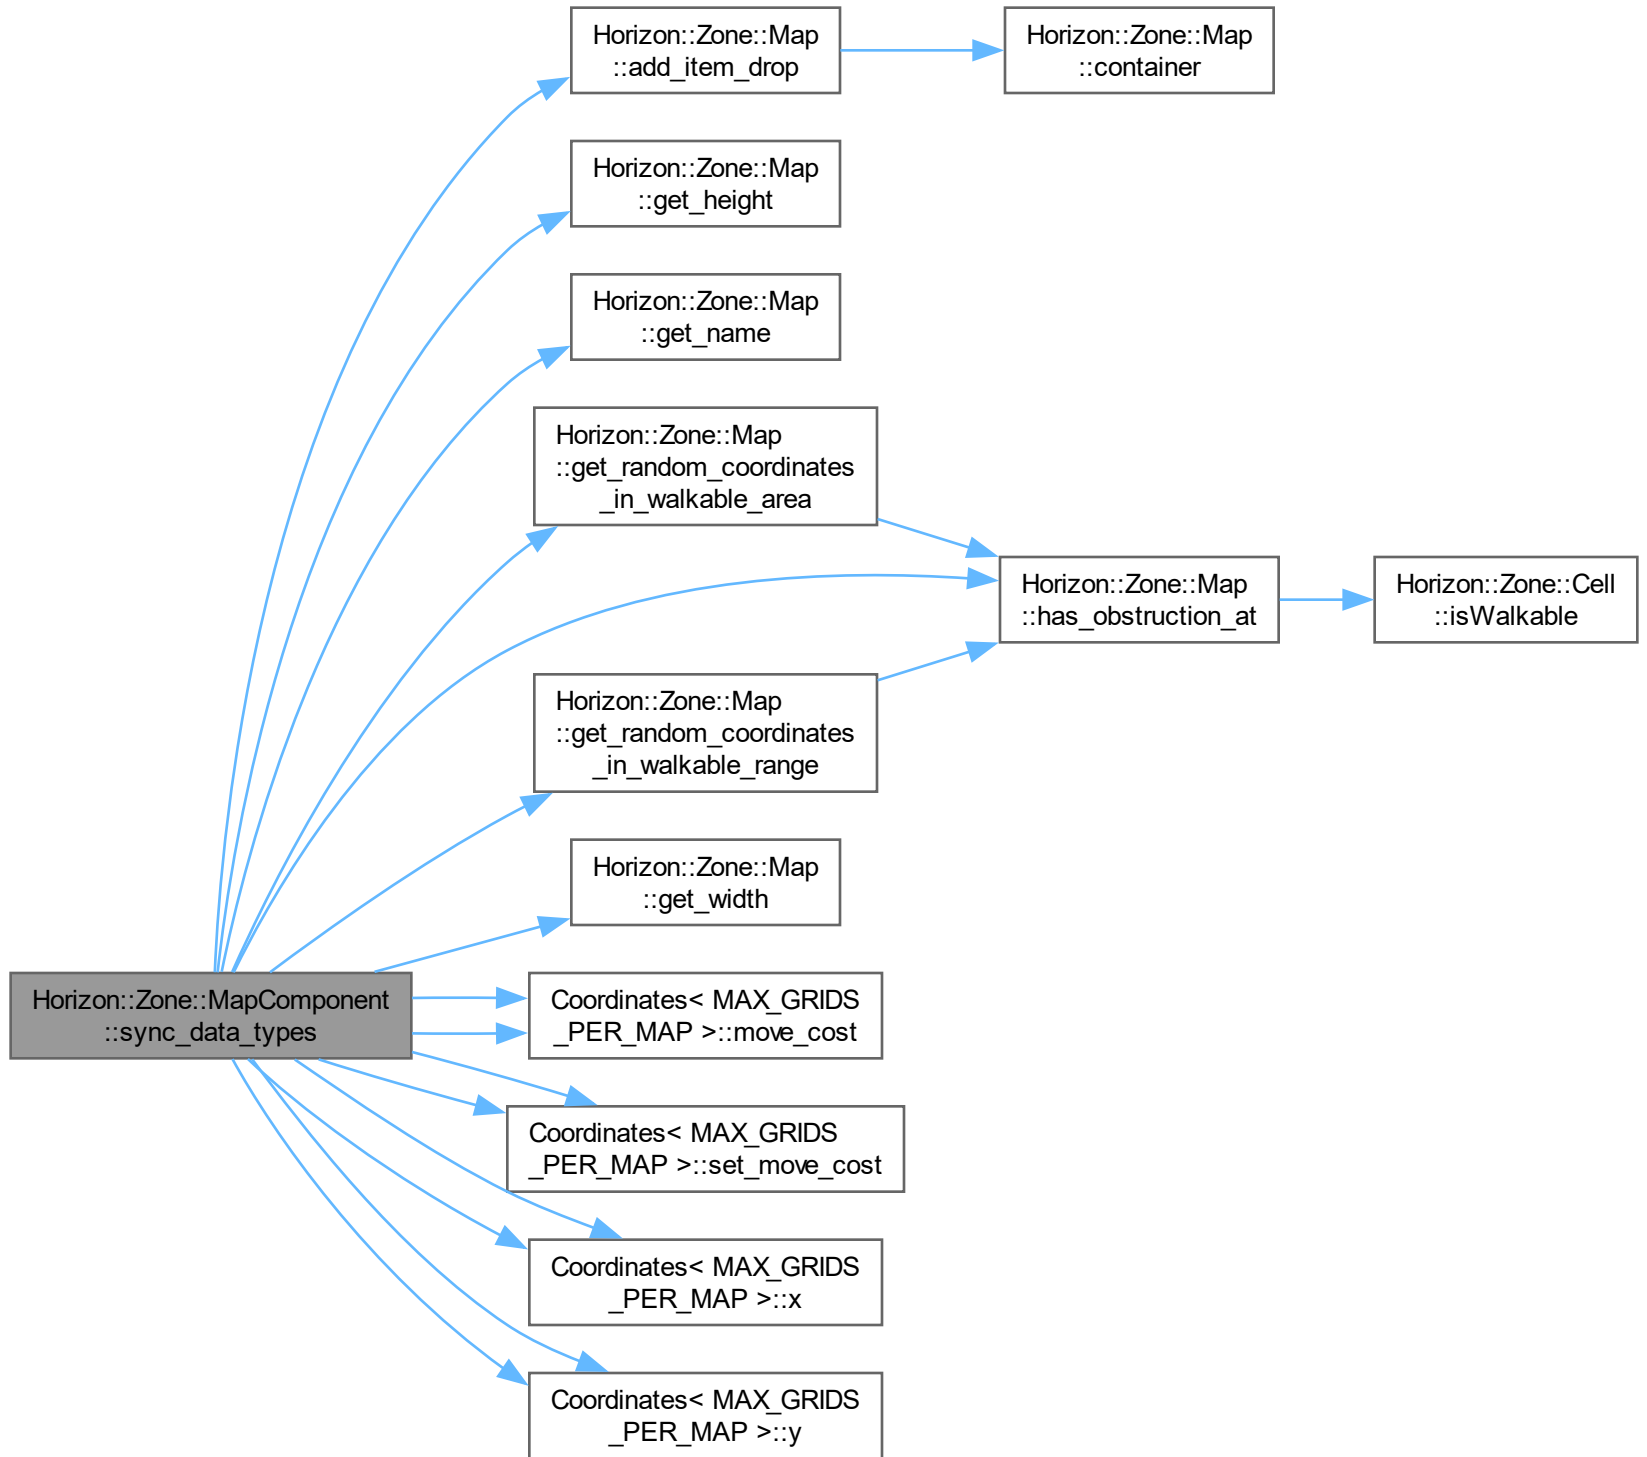 Horizon::Zone::Map
::add_item_drop
Horizon::Zone::Map
::container
Horizon::Zone::Map
::get_height
Horizon::Zone::Map
::get_name
Horizon::Zone::Map
::get_random_coordinates
_in_walkable_area
Horizon::Zone::Map
::has_obstruction_at
Horizon::Zone::Cell
::isWalkable
Horizon::Zone::Map
::get_random_coordinates
_in_walkable_range
Horizon::Zone::Map
::get_width
Horizon::Zone::MapComponent
::sync_data_types
Coordinates< MAX_GRIDS
_PER_MAP >::move_cost
Coordinates< MAX_GRIDS
_PER_MAP >::set_move_cost
Coordinates< MAX_GRIDS
_PER_MAP >::x
Coordinates< MAX_GRIDS
_PER_MAP >::y